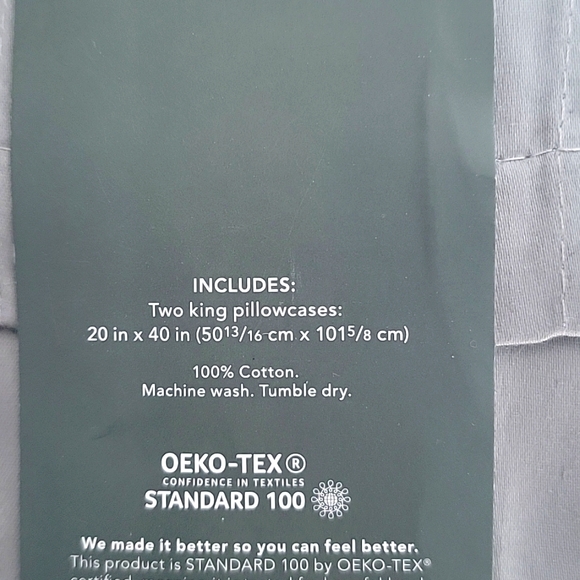 INCLUDES:
Two king pillowcases:
20 in x 40 in (50 13/16 cm x 101 5/8 cm)
100% Cotton.
Machine wash. Tumble dry.
OEKO-TEX®
CONFIDENCE IN TEXTILES
STANDARD 100
We made it better so you can feel better.
This product is STANDARD 100 by OEKO-TEX®